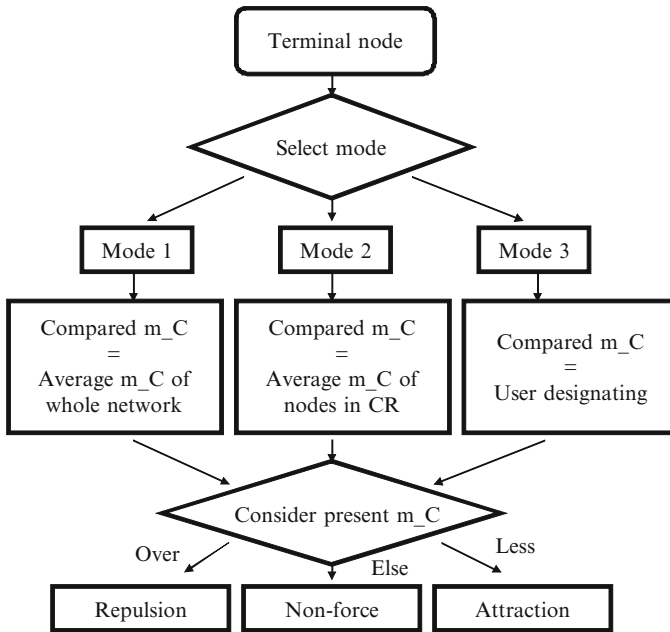 Terminal node
Select mode
Mode 1
Mode 2
Mode 3
Compared m_C
=
Average m_C of
whole network
Compared m_C
=
Average m_C of
nodes in CR
Compared m_C
=
User designating
Consider present m_C
Over
Else
Less
Repulsion
Non-force
Attraction